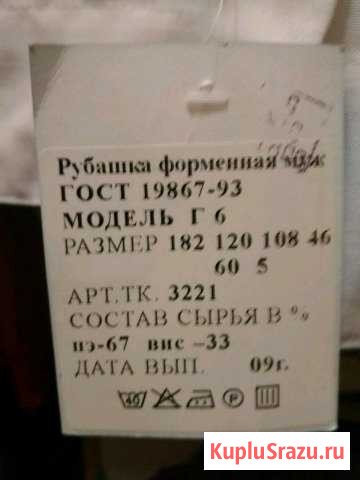 Рубашка форменная муж
ГОСТ 19867-93
МОДЕЛЬ Г 6
РАЗМЕР 182 120 108 46
60 5
АРТ.ТК. 3221
СОСТАВ СЫРЬЯ В %
пэ-67 вис -33
ДАТА ВЫП. 09г.
40 P
KupluSrazu.ru